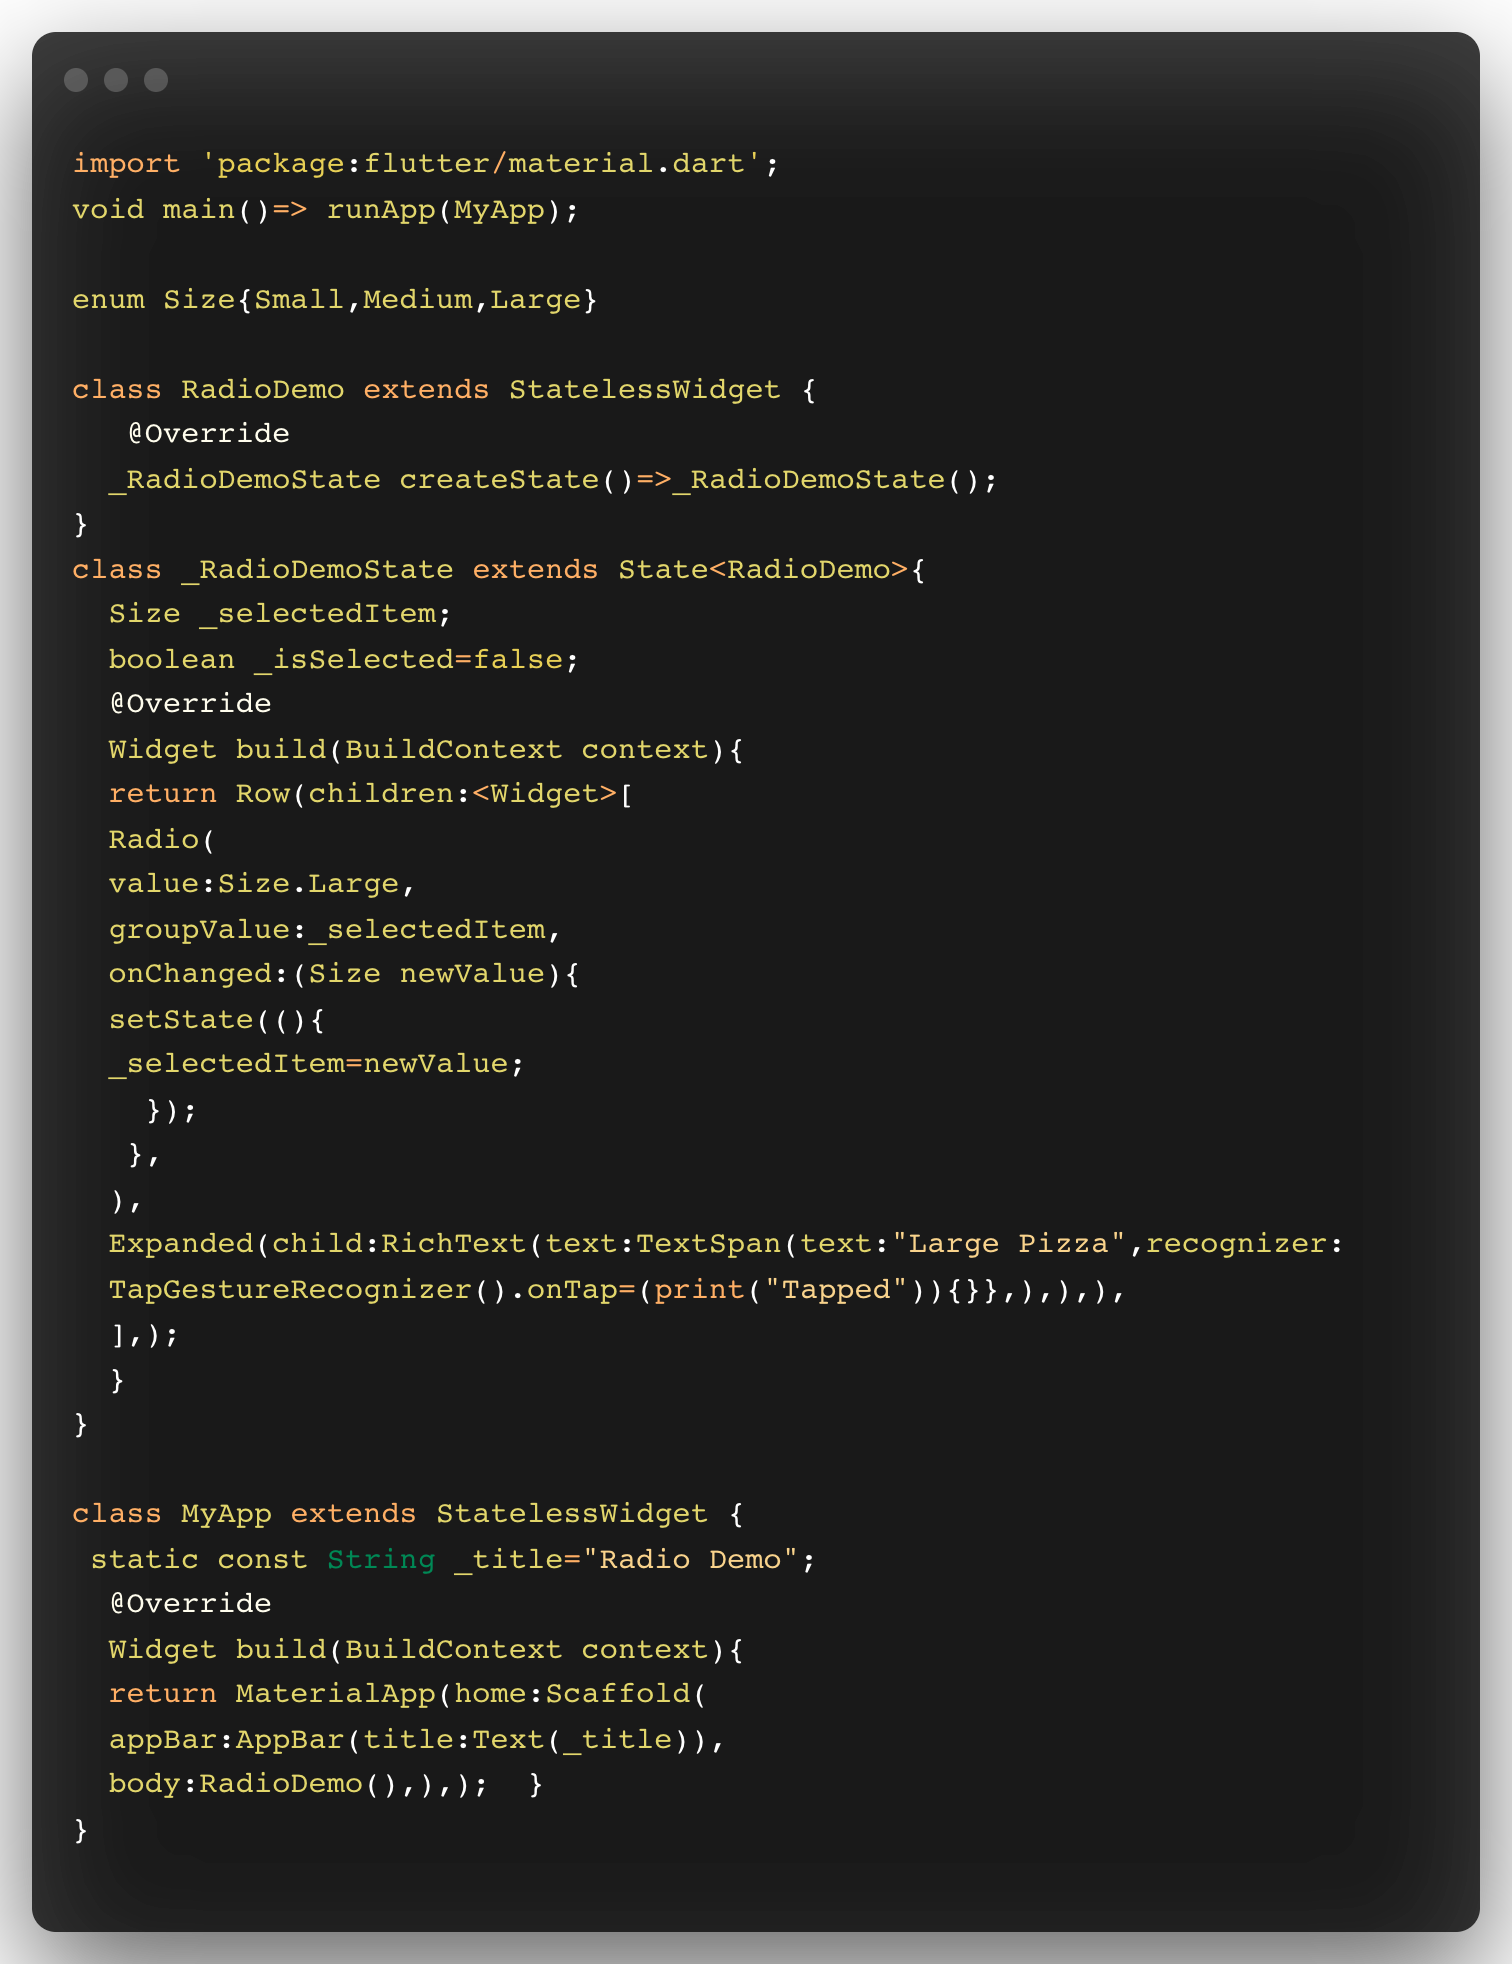 import 'package:flutter/material.dart';
void main()=> runApp(MyApp);
enum Size{Small,Medium,Large}
class RadioDemo extends StatelessWidget {
   @Override
  _RadioDemoState createState()=>_RadioDemoState();
}
class _RadioDemoState extends State<RadioDemo>{
  Size _selectedItem;
  boolean _isSelected=false;
  @Override
  Widget build(BuildContext context){
  return Row(children:<Widget>[
  Radio(
  value:Size.Large,
  groupValue:_selectedItem,
  onChanged:(Size newValue){
  setState((){
  _selectedItem=newValue;
    });
   },
  ),
  Expanded(child:RichText(text:TextSpan(text:"Large Pizza",recognizer:
  TapGestureRecognizer().onTap=(print("Tapped")){}},),),),
  ],);
  }
}
class MyApp extends StatelessWidget {
 static const String _title="Radio Demo";
  @Override
  Widget build(BuildContext context){
  return MaterialApp(home:Scaffold(
  appBar:AppBar(title:Text(_title)),
  body:RadioDemo(),),);  }
}